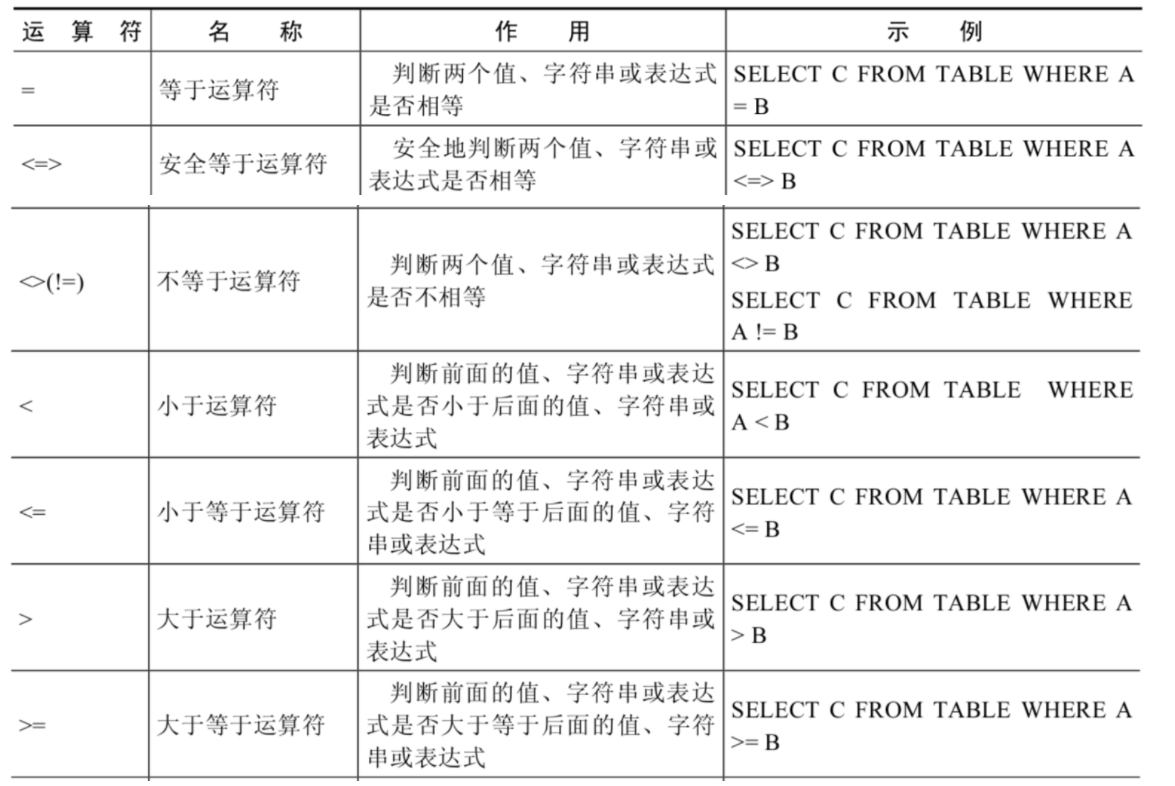 运 算 符 名 称 作 用 示 例
= 等于运算符 判断两个值、字符串或表达式 SELECT C FROM TABLE WHERE A
是否相等 = B
<=> 安全等于运算符 安全地判断两个值、字符串或 SELECT C FROM TABLE WHERE A
表达式是否相等 <=> B
<>(!=) 不等于运算符 判断两个值、字符串或表达式
是否不相等
SELECT C FROM TABLE WHERE A
<> B
SELECT C FROM TABLE WHERE
A != B
< 小于运算符 判断前面的值、字符串或表达
式是否小于后面的值、字符串或
表达式
SELECT C FROM TABLE WHERE
A < B
<= 小于等于运算符 判断前面的值、字符串或表达
式是否小于等于后面的值、字符
串或表达式
SELECT C FROM TABLE WHERE A
<= B
> 大于运算符 判断前面的值、字符串或表达
式是否大于后面的值、字符串或
表达式
SELECT C FROM TABLE WHERE A
> B
>= 大于等于运算符 判断前面的值、字符串或表达
式是否大于等于后面的值、字符
串或表达式
SELECT C FROM TABLE WHERE A
>= B